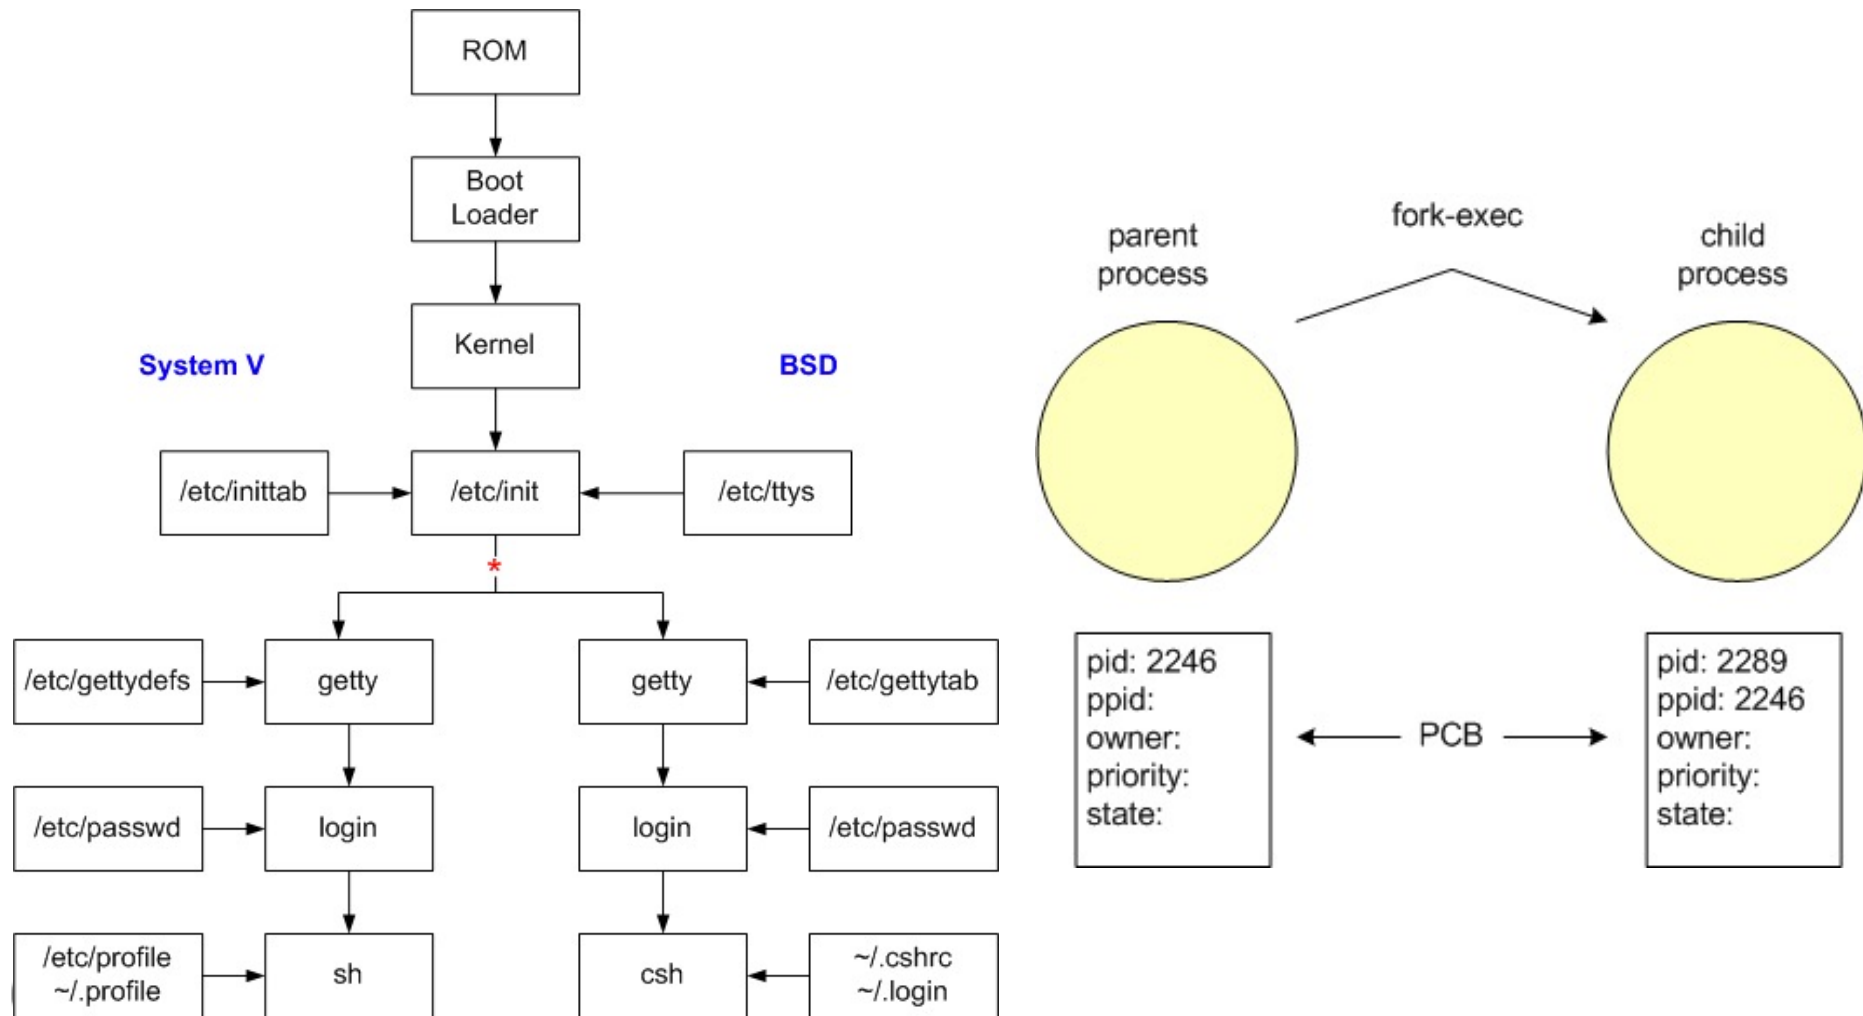 ROM
Boot
Loader
Kernel
System V
BSD
/etc/inittab
/etc/init
/etc/ttys
*
/etc/gettydefs
getty
getty
/etc/gettytab
/etc/passwd
login
login
/etc/passwd
/etc/profile
~/.profile
sh
csh
~/.cshrc
~/.login
parent
process
fork-exec
child
process
pid: 2246
ppid:
owner:
priority:
state:
PCB
pid: 2289
ppid: 2246
owner:
priority:
state: